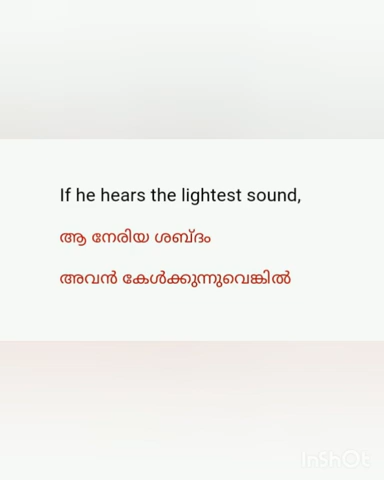 If he hears the lightest sound,
ആ നേരിയ ശബ്ദം
അവൻ കേൾക്കുന്നുവെങ്കിൽ
InShOt